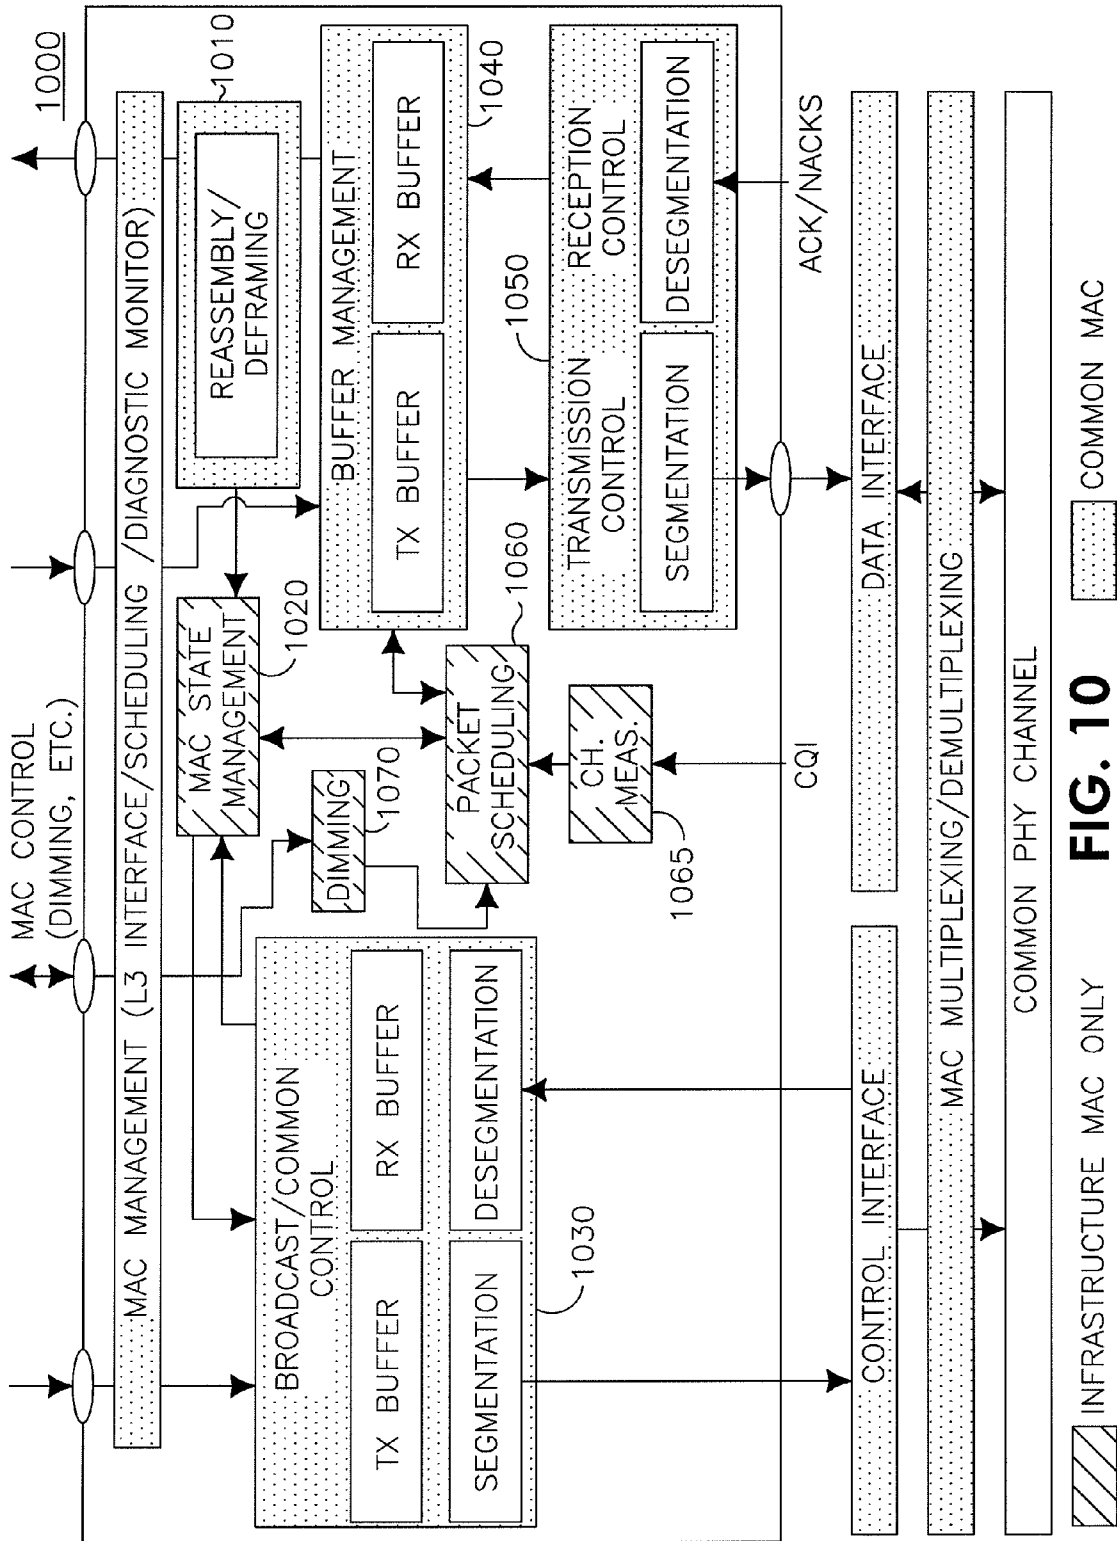 1000
MAC CONTROL
(DIMMING, ETC.)
MAC MANAGEMENT (L3 INTERFACE/SCHEDULING /DIAGNOSTIC MONITOR)
1010
REASSEMBLY/
DEFRAMING
MAC STATE
MANAGEMENT
1020
BROADCAST/COMMON
CONTROL
TX BUFFER
RX BUFFER
SEGMENTATION
DESEGMENTATION
1030
DIMMING
1070
BUFFER MANAGEMENT
TX BUFFER
RX BUFFER
1040
PACKET
SCHEDULING
1060
CH.
MEAS.
1065
CQI
1050
TRANSMISSION
CONTROL
RECEPTION
CONTROL
SEGMENTATION
DESEGMENTATION
ACK/NACKS
CONTROL INTERFACE
DATA INTERFACE
MAC MULTIPLEXING/DEMULTIPLEXING
COMMON PHY CHANNEL
INFRASTRUCTURE MAC ONLY
FIG. 10
COMMON MAC